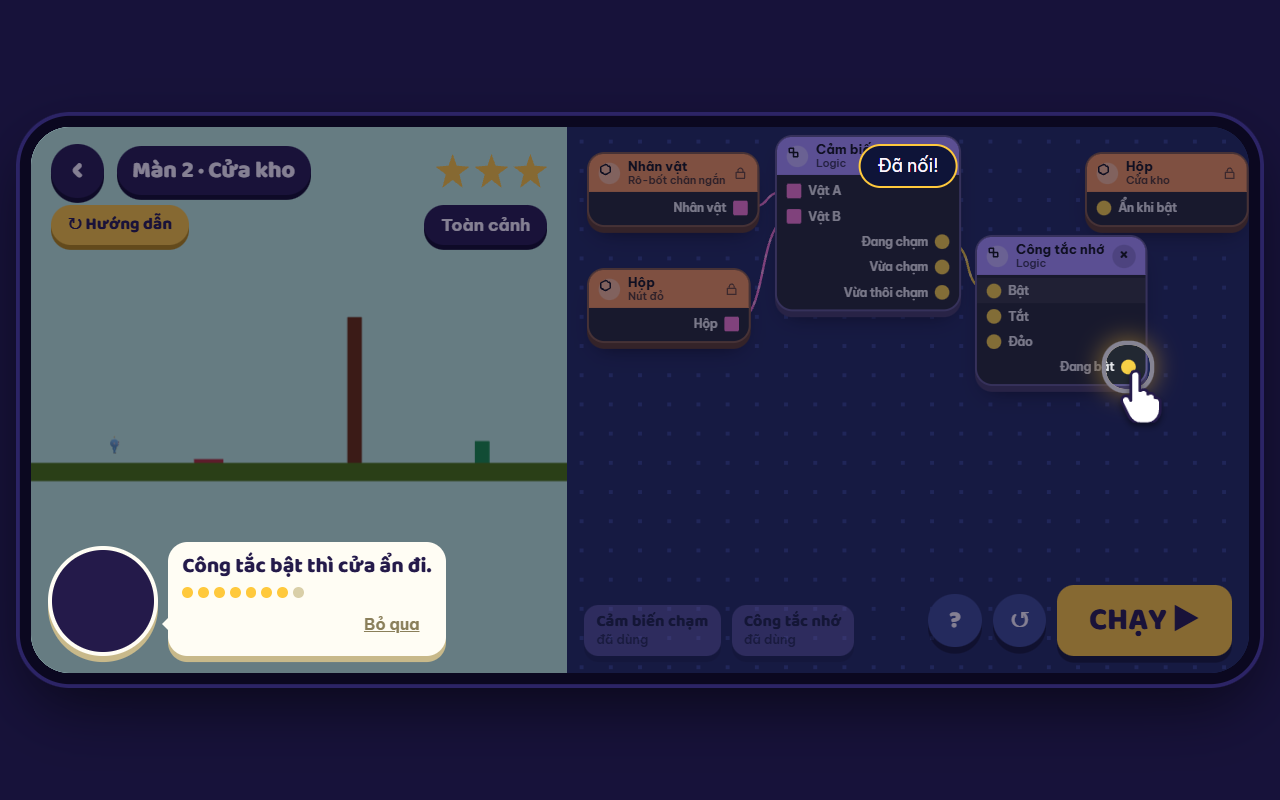 Màn 2 · Cửa kho
↻ Hướng dẫn
Toàn cảnh
Công tắc bật thì cửa ẩn đi.
Bỏ qua
Nhân vật
Rô-bốt chân ngắn
Nhân vật
Hộp
Nút đỏ
Hộp
Logic
Đã nối!
Vật A
Vật B
Đang chạm
Vừa chạm
Vừa thôi chạm
Hộp
Cửa kho
Ẩn khi bật
Công tắc nhớ
Logic
×
Bật
Tắt
Đảo
Đang bật
Cảm biến chạm
đã dùng
Công tắc nhớ
đã dùng
?
↺
CHẠY ▶